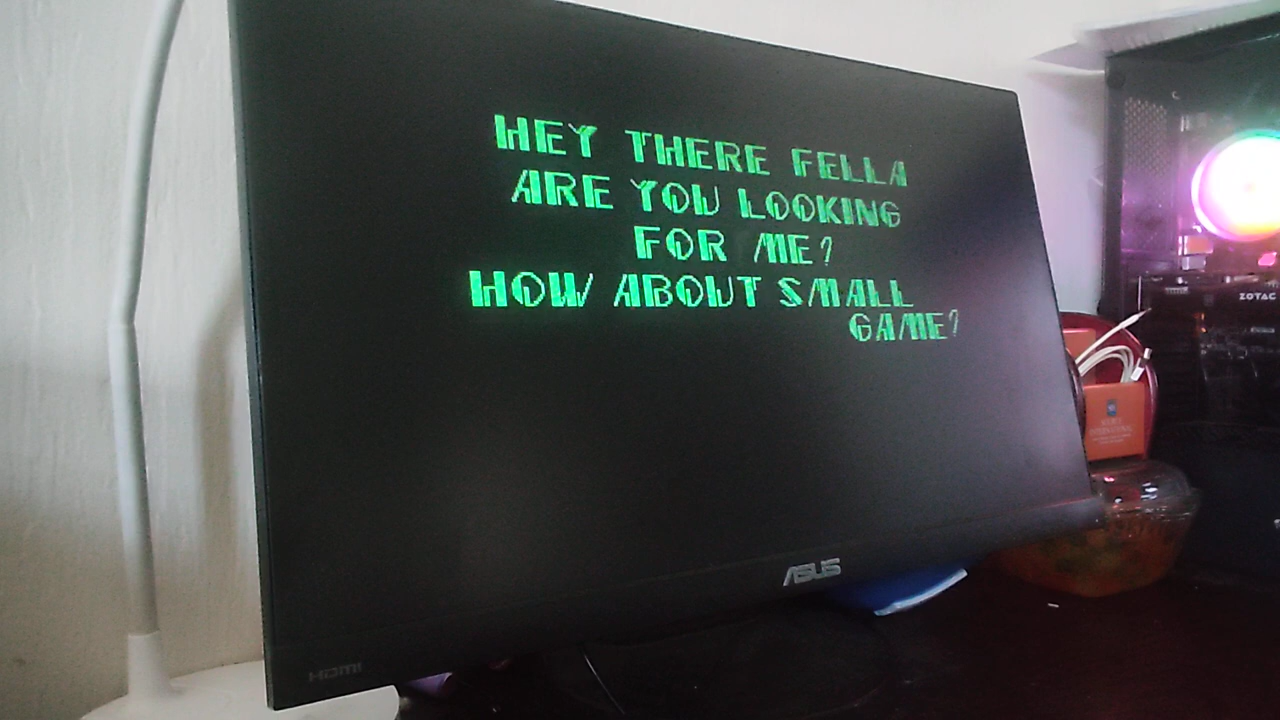 HEY THERE FELLA
ARE YOU LOOKING
FOR ME?
HOW ABOUT SMALL
GAME?
ASUS
HDMI
ZOTAC